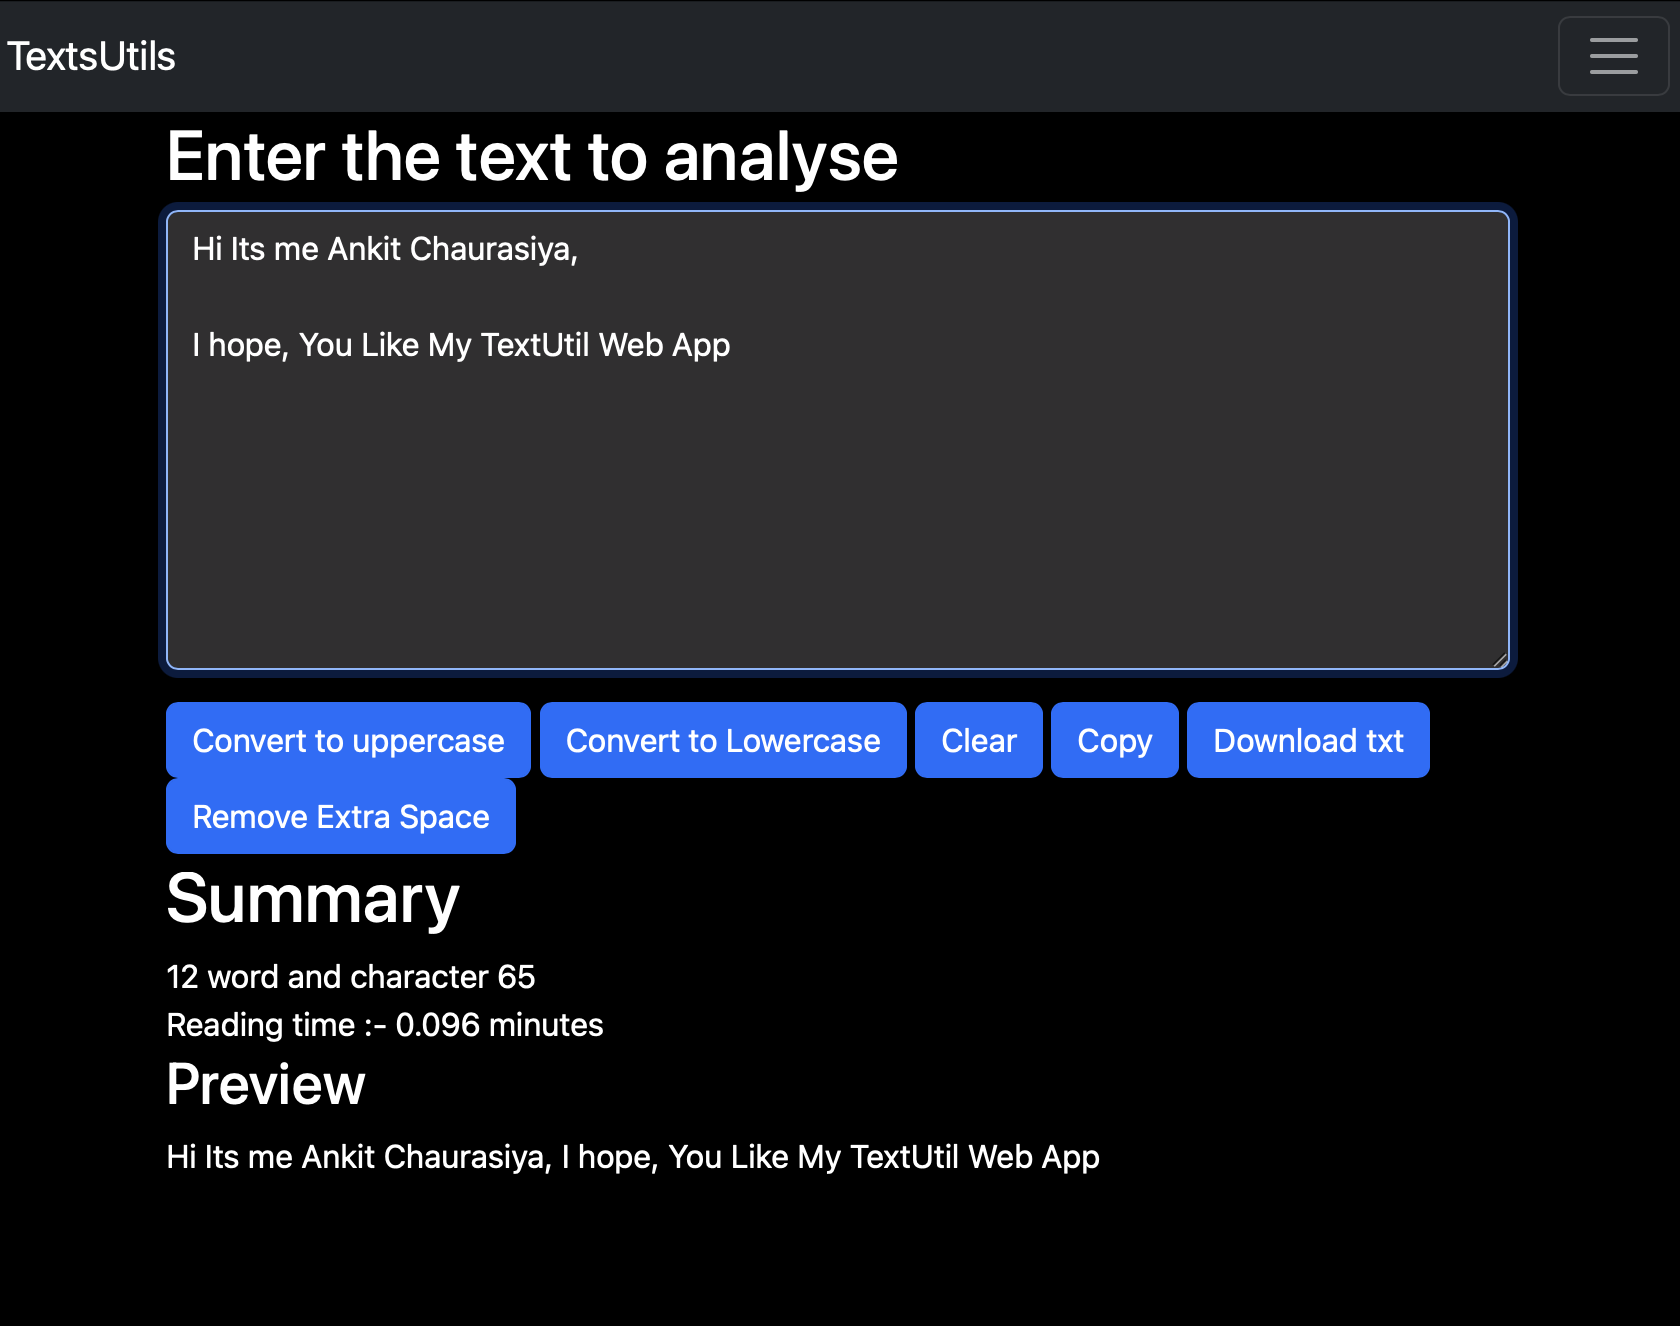 TextsUtils
Enter the text to analyse
Hi Its me Ankit Chaurasiya,
I hope, You Like My TextUtil Web App
Convert to uppercase Convert to Lowercase Clear Copy Download txt
Remove Extra Space
Summary
12 word and character 65
Reading time :- 0.096 minutes
Preview
Hi Its me Ankit Chaurasiya, I hope, You Like My TextUtil Web App